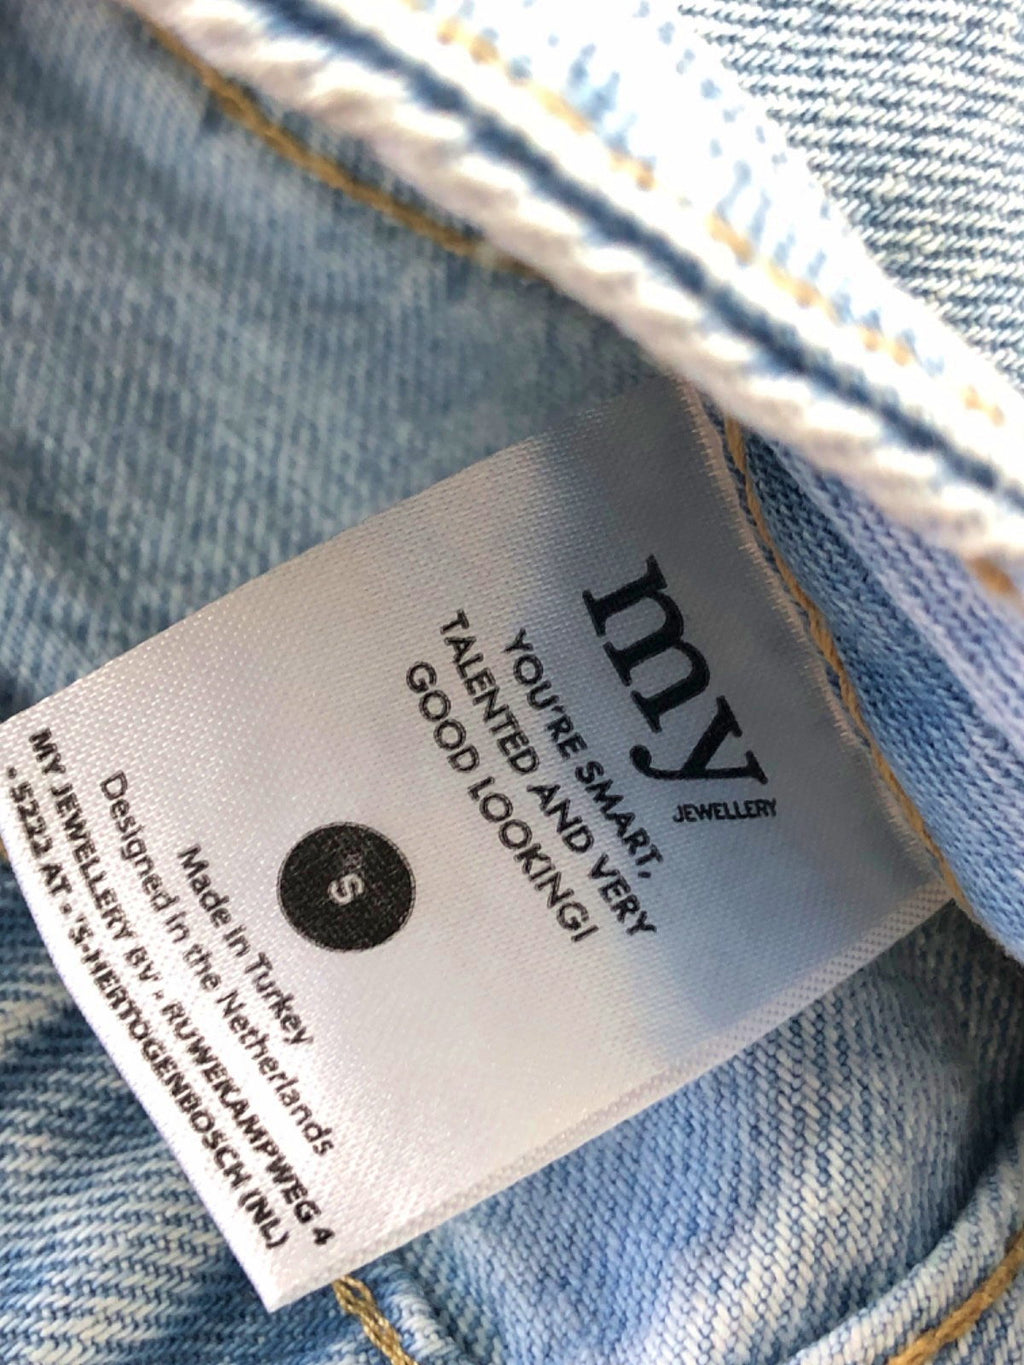 my
JEWELLERY
YOU'RE SMART,
TALENTED AND VERY
GOOD LOOKING!
S
Made in Turkey
Designed in the Netherlands
MY JEWELLERY BV - RUWEKAMPWEG 4
- 5222 AT - 'S-HERTOGENBOSCH (NL)